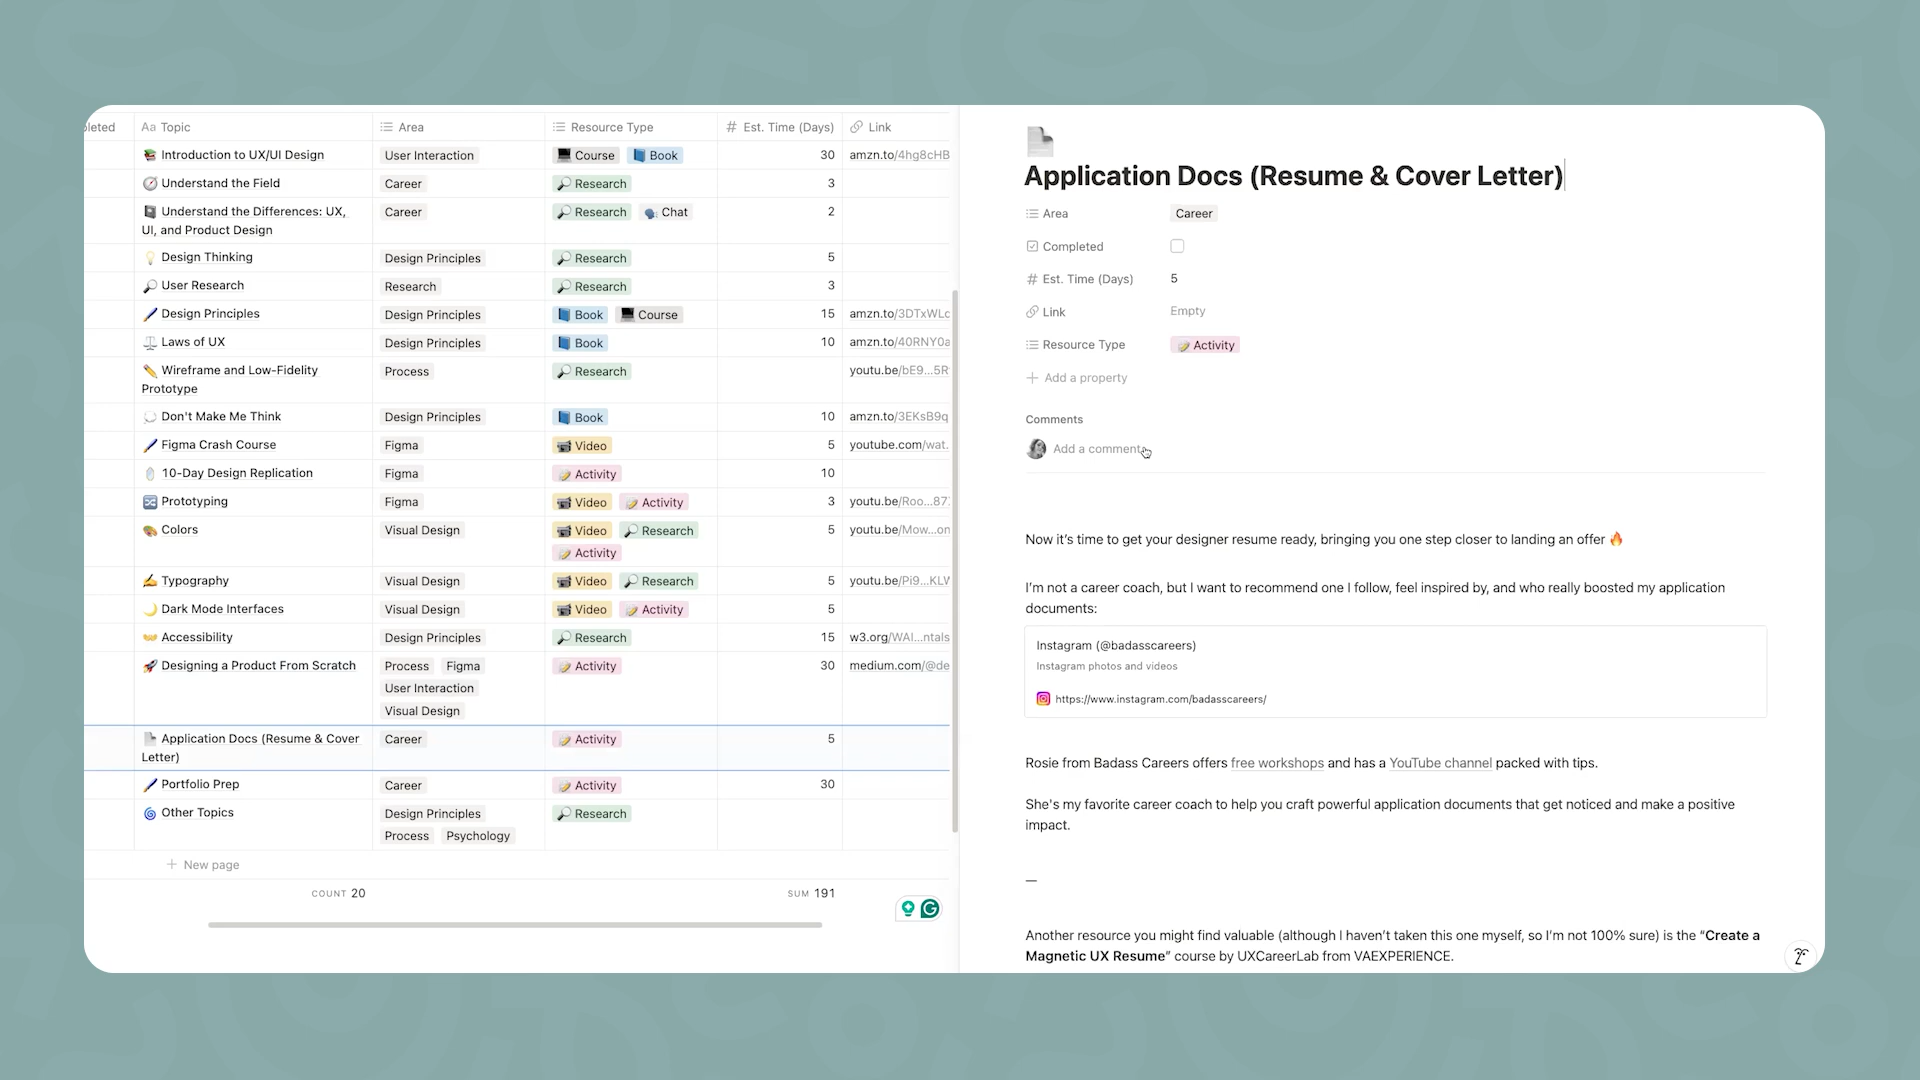 pleted Aa Topic Area Resource Type # Est. Time (Days) Link
Introduction to UX/UI Design User Interaction Course Book 30 amzn.to/4hg8cHB
Understand the Field Career Research 3
Understand the Differences: UX, Career Research Chat 2
UI, and Product Design
Design Thinking Design Principles Research 5
User Research Research Research 3
Design Principles Design Principles Book Course 15 amzn.to/3DTxWLc
Laws of UX Design Principles Book 10 amzn.to/40RNY0a
Wireframe and Low-Fidelity Process Research youtu.be/bE9...5R
Prototype
Don't Make Me Think Design Principles Book 10 amzn.to/3EKsB9q
Figma Crash Course Figma Video 5 youtube.com/wat.
10-Day Design Replication Figma Activity 10
Prototyping Figma Video Activity 3 youtu.be/Roo...87
Colors Visual Design Video Research 5 youtu.be/Mow...on
Activity
Typography Visual Design Video Research 5 youtu.be/Pi9...KLW
Dark Mode Interfaces Visual Design Video Activity 5
Accessibility Design Principles Research 15 w3.org/WAI...ntals
Designing a Product From Scratch Process Figma Activity 30 medium.com/@de
User Interaction
Visual Design
Application Docs (Resume & Cover Career Activity 5
Letter)
Portfolio Prep Career Activity 30
Other Topics Design Principles Research
Process Psychology
+ New page
COUNT 20 SUM 191
Application Docs (Resume & Cover Letter)
Area Career
Completed
# Est. Time (Days) 5
Link Empty
Resource Type Activity
+ Add a property
Comments
Add a comment
Now it’s time to get your designer resume ready, bringing you one step closer to landing an offer 🔥
I’m not a career coach, but I want to recommend one I follow, feel inspired by, and who really boosted my application
documents:
Instagram (@badasscareers)
Instagram photos and videos
https://www.instagram.com/badasscareers/
Rosie from Badass Careers offers free workshops and has a YouTube channel packed with tips.
She's my favorite career coach to help you craft powerful application documents that get noticed and make a positive
impact.
—
Another resource you might find valuable (although I haven’t taken this one myself, so I’m not 100% sure) is the “Create a
Magnetic UX Resume” course by UXCareerLab from VAEXPERIENCE.